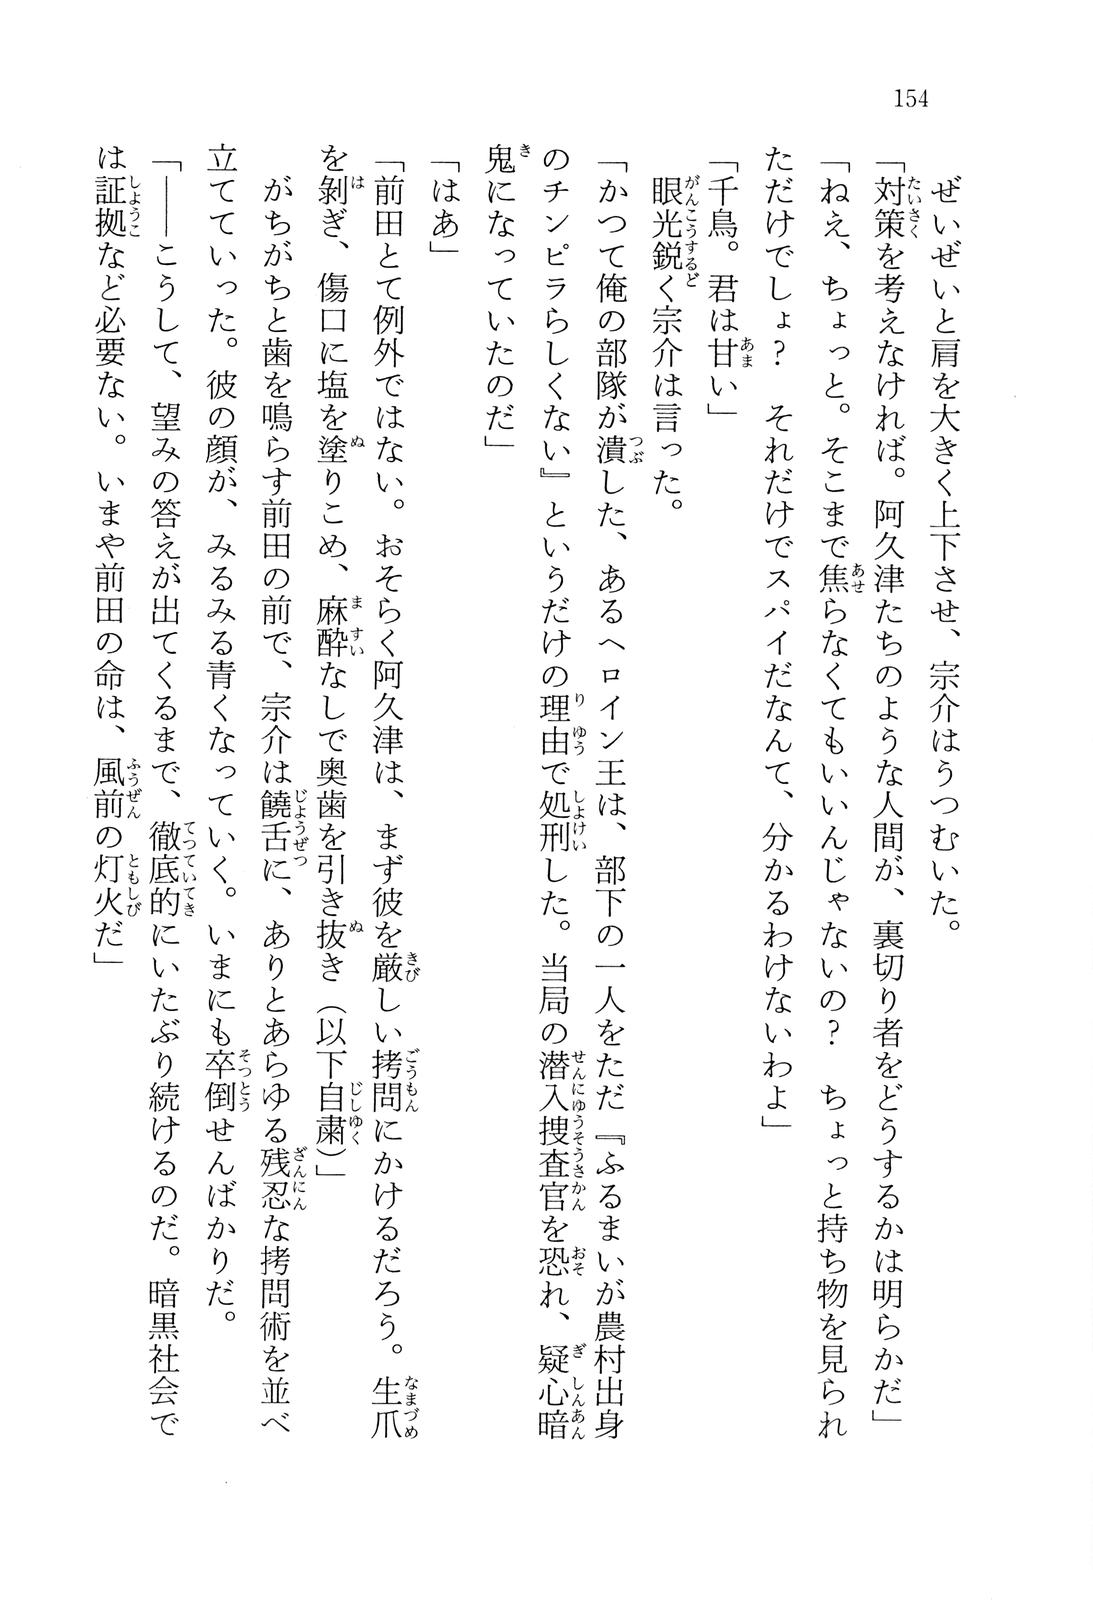 154
ぜいぜいと肩を大きく上下させ、宗介はうつむいた。
「対策を考えなければ。阿久津たちのような人間が、裏切り者をどうするかは明らかだ」
「ねえ、ちょっと。そこまで焦らなくてもいいんじゃないの？　ちょっと持ち物を見られ
ただけでしょ？　それだけでスパイだなんて、分かるわけないわよ」
「千鳥。君は甘い」
眼光鋭く宗介は言った。
「かつて俺の部隊が潰した、あるヘロイン王は、部下の一人をただ『ふるまいが農村出身
のチンピラらしくない』というだけの理由で処刑した。当局の潜入捜査官を恐れ、疑心暗
鬼になっていたのだ」
「はあ」
「前田とて例外ではない。おそらく阿久津は、まず彼を厳しい拷問にかけるだろう。生爪
を剝ぎ、傷口に塩を塗りこめ、麻酔なしで奥歯を引き抜き（以下自粛）」
がちがちと歯を鳴らす前田の前で、宗介は饒舌に、ありとあらゆる残忍な拷問術を並べ
立てていった。彼の顔が、みるみる青くなっていく。いまにも卒倒せんばかりだ。
「――こうして、望みの答えが出てくるまで、徹底的にいたぶり続けるのだ。暗黒社会で
は証拠など必要ない。いまや前田の命は、風前の灯火だ」